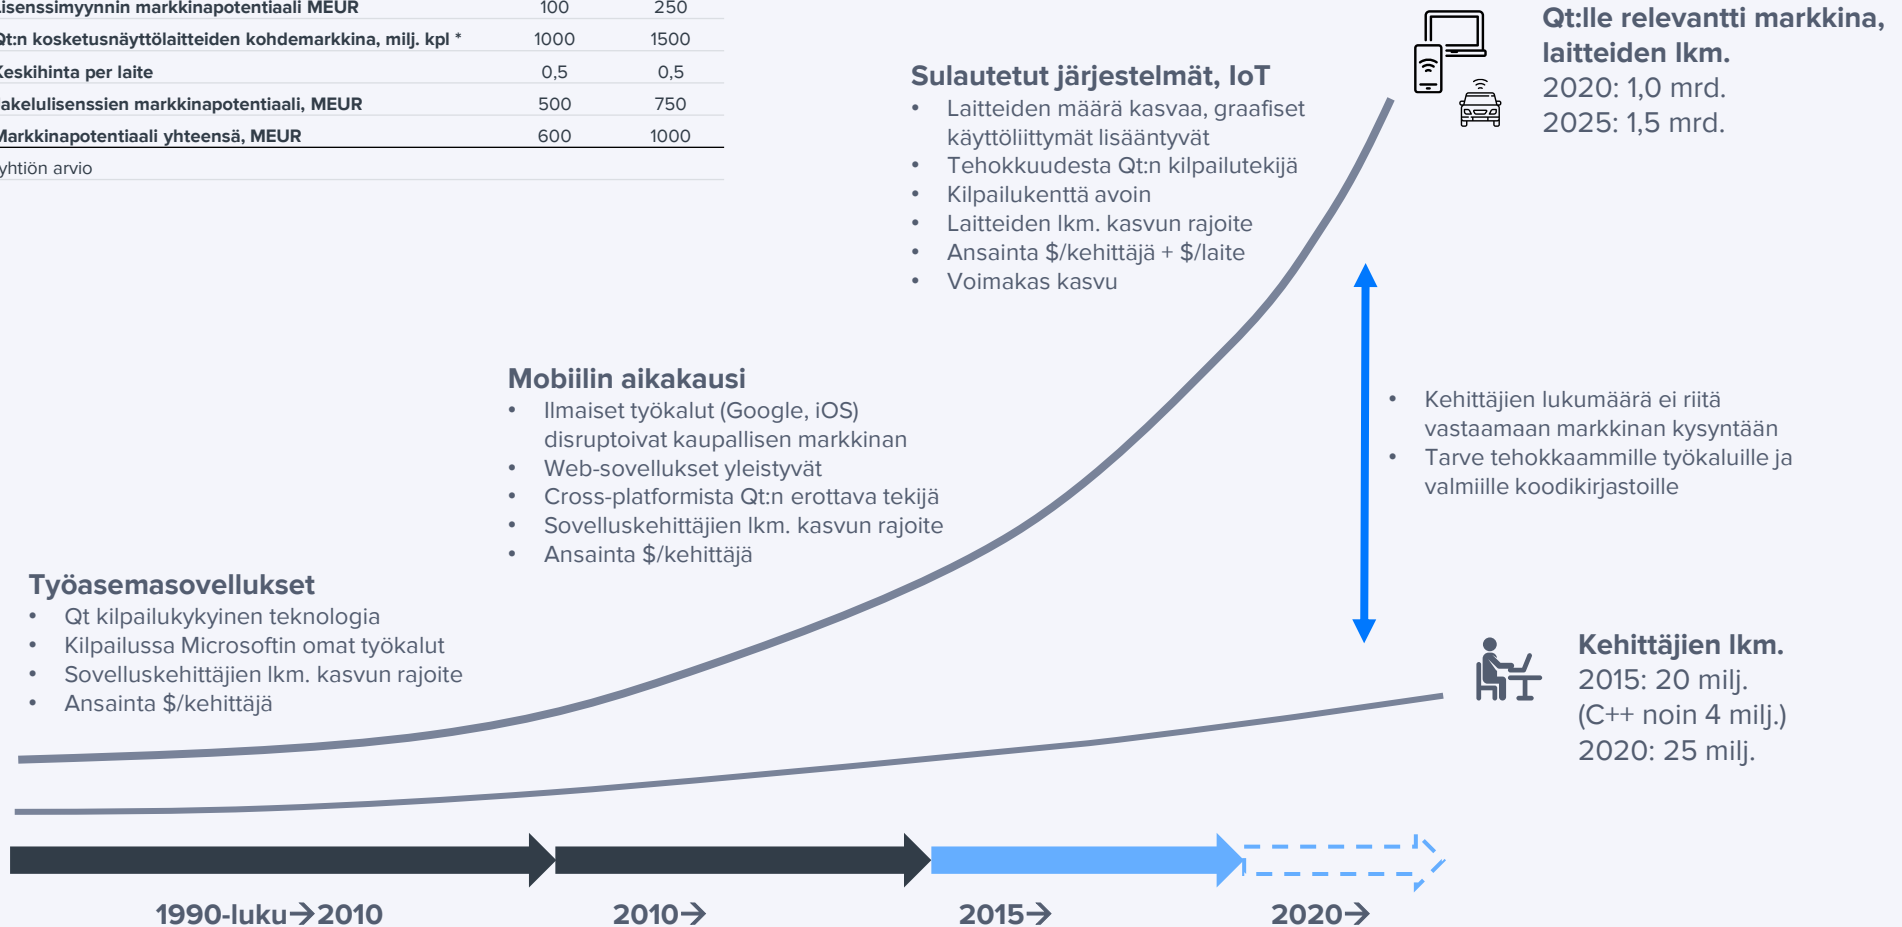 Lisenssimyynnin markkinapotentiaali MEUR 100 250
Qt:n kosketusnäyttölaitteiden kohdemarkkina, milj. kpl * 1000 1500
Keskihinta per laite 0,5 0,5
Jakelulisenssien markkinapotentiaali, MEUR 500 750
Markkinapotentiaali yhteensä, MEUR 600 1000
yhtiön arvio
Qt:lle relevantti markkina,
laitteiden lkm.
2020: 1,0 mrd.
2025: 1,5 mrd.
Sulautetut järjestelmät, IoT
• Laitteiden määrä kasvaa, graafiset
käyttöliittymät lisääntyvät
• Tehokkuudesta Qt:n kilpailutekijä
• Kilpailukenttä avoin
• Laitteiden lkm. kasvun rajoite
• Ansainta $/kehittäjä + $/laite
• Voimakas kasvu
Mobiilin aikakausi
• Ilmaiset työkalut (Google, iOS)
disruptoivat kaupallisen markkinan
• Web-sovellukset yleistyvät
• Cross-platformista Qt:n erottava tekijä
• Sovelluskehittäjien lkm. kasvun rajoite
• Ansainta $/kehittäjä
• Kehittäjien lukumäärä ei riitä
vastaamaan markkinan kysyntään
• Tarve tehokkaammille työkaluille ja
valmiille koodikirjastoille
Työasemasovellukset
• Qt kilpailukykyinen teknologia
• Kilpailussa Microsoftin omat työkalut
• Sovelluskehittäjien lkm. kasvun rajoite
• Ansainta $/kehittäjä
Kehittäjien lkm.
2015: 20 milj.
(C++ noin 4 milj.)
2020: 25 milj.
1990-luku→2010 2010→ 2015→ 2020→